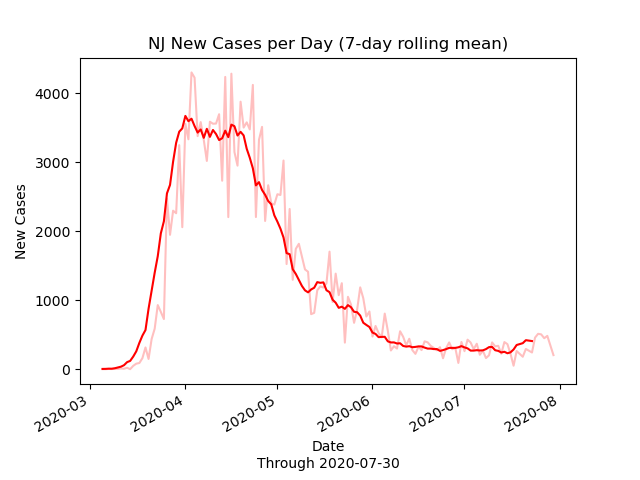 NJ New Cases per Day (7-day rolling mean)
New Cases
4000
3000
2000
1000
0
2020-03
2020-04
2020-05
2020-06
2020-07
2020-08
Date
Through 2020-07-30